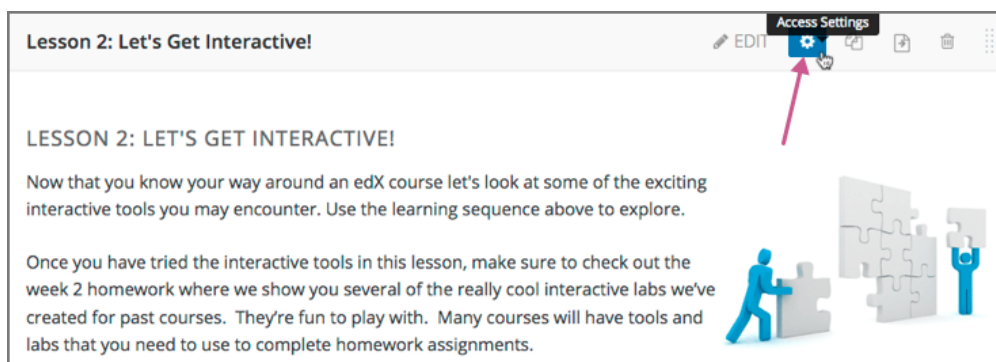 Access Settings
Lesson 2: Let's Get Interactive!
EDIT
LESSON 2: LET'S GET INTERACTIVE!
Now that you know your way around an edX course let's look at some of the exciting
interactive tools you may encounter. Use the learning sequence above to explore.
Once you have tried the interactive tools in this lesson, make sure to check out the
week 2 homework where we show you several of the really cool interactive labs we've
created for past courses.  They're fun to play with.  Many courses will have tools and
labs that you need to use to complete homework assignments.